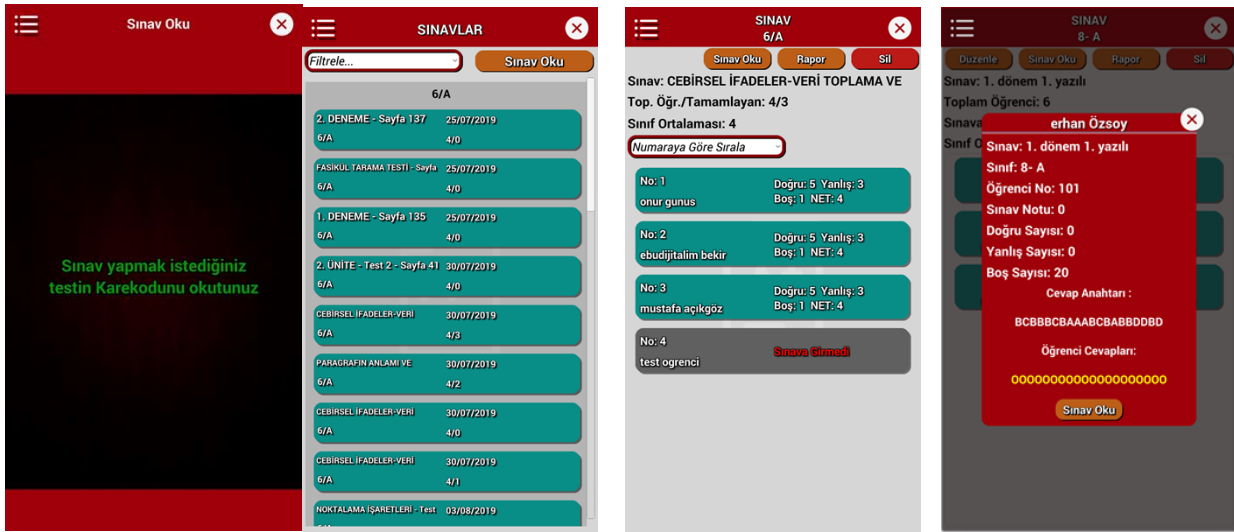 Sınav Oku
Sınav yapmak istediğiniz
testin Karekodunu okutunuz
SINAVLAR
Filtrele...
Sınav Oku
6/A
2. DENEME - Sayfa 137 25/07/2019
6/A 4/0
FASİKÜL TARAMA TESTİ - Sayfa 25/07/2019
6/A 4/0
1. DENEME - Sayfa 135 25/07/2019
6/A 4/0
2. ÜNİTE - Test 2 - Sayfa 41 30/07/2019
6/A 4/0
CEBİRSEL İFADELER-VERİ 30/07/2019
6/A 4/3
PARAGRAFIN ANLAMI VE 30/07/2019
6/A 4/2
CEBİRSEL İFADELER-VERİ 30/07/2019
6/A 4/0
CEBİRSEL İFADELER-VERİ 30/07/2019
6/A 4/1
NOKTALAMA İŞARETLERİ - Test 03/08/2019
SINAV
6/A
Sınav Oku Rapor Sil
Sınav: CEBİRSEL İFADELER-VERİ TOPLAMA VE
Top. Öğr./Tamamlayan: 4/3
Sınıf Ortalaması: 4
Numaraya Göre Sırala
No: 1 Doğru: 5 Yanlış: 3
onur gunus Boş: 1 NET: 4
No: 2 Doğru: 5 Yanlış: 3
ebudijitalim bekir Boş: 1 NET: 4
No: 3 Doğru: 5 Yanlış: 3
mustafa açıkgöz Boş: 1 NET: 4
No: 4
test ogrenci Sınava Girmedi
SINAV
8- A
Düzenle Sınav Oku Rapor Sil
Sınav: 1. dönem 1. yazılı
Toplam Öğrenci: 6
Sınava
Sınıf O
erhan Özsoy
Sınav: 1. dönem 1. yazılı
Sınıf: 8- A
Öğrenci No: 101
Sınav Notu: 0
Doğru Sayısı: 0
Yanlış Sayısı: 0
Boş Sayısı: 20
Cevap Anahtarı :
BCBBBCBAAABCBABBDDBD
Öğrenci Cevapları:
OOOOOOOOOOOOOOOOOOOO
Sınav Oku